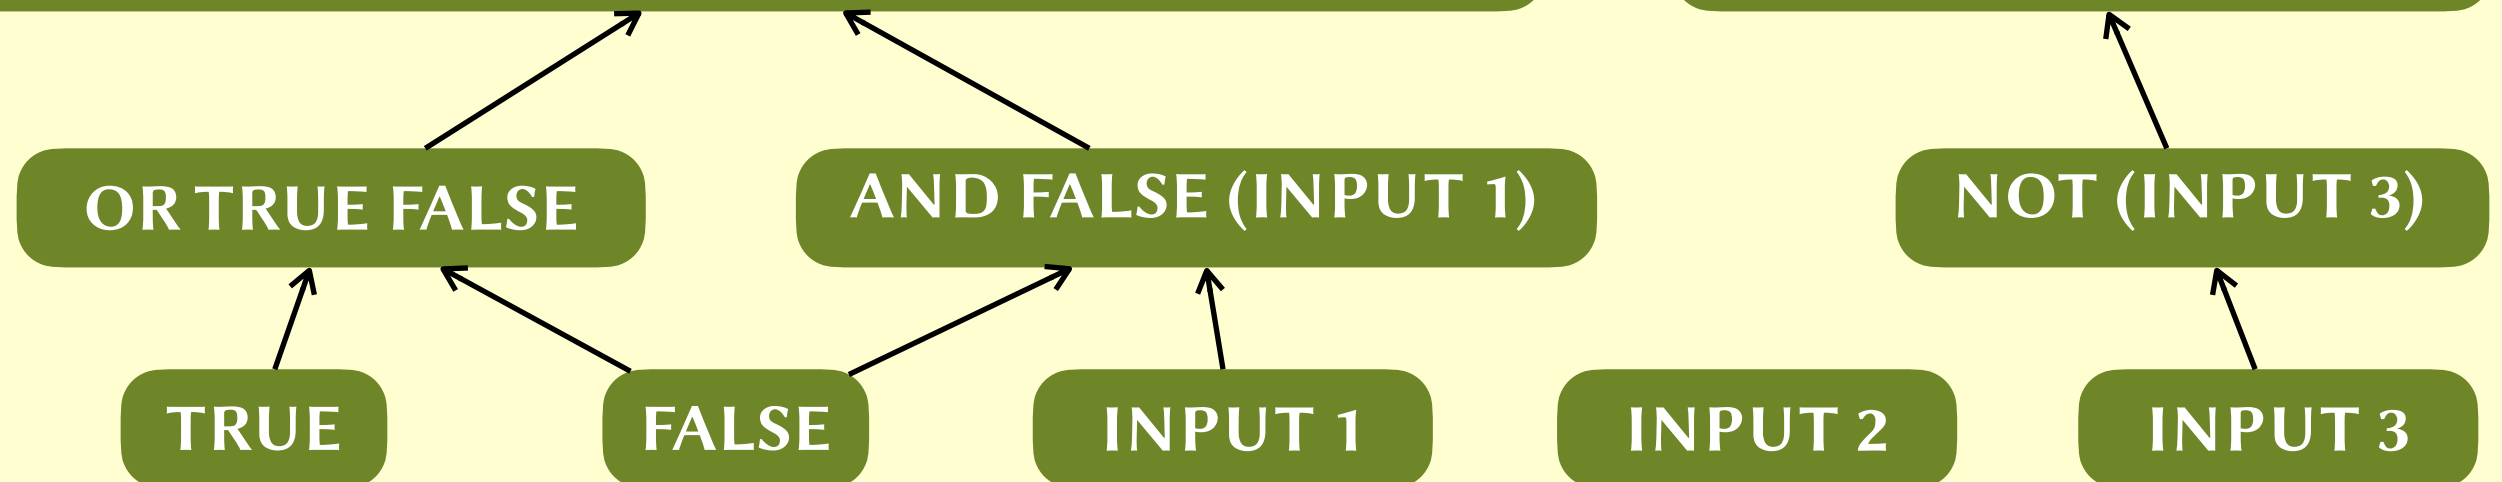 OR TRUE FALSE
AND FALSE (INPUT 1)
NOT (INPUT 3)
TRUE
FALSE
INPUT 1
INPUT 2
INPUT 3